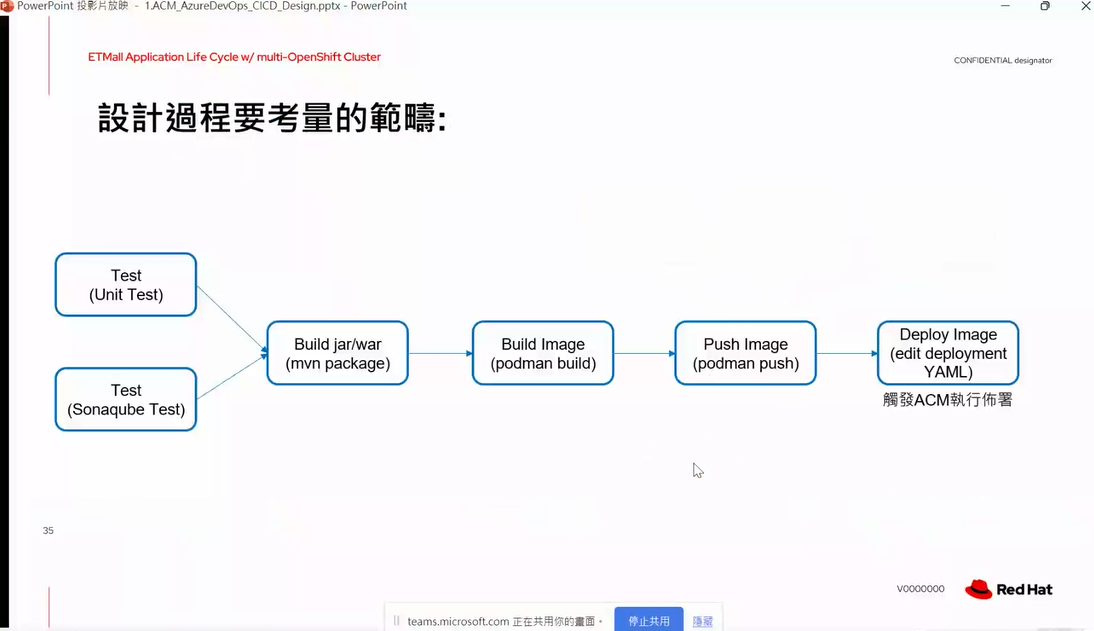 PowerPoint 投影片放映 - 1.ACM_AzureDevOps_CICD_Design.pptx - PowerPoint
ETMall Application Life Cycle w/ multi-OpenShift Cluster
CONFIDENTIAL designator
設計過程要考量的範疇:
Test
(Unit Test)
Test
(Sonaqube Test)
Build jar/war
(mvn package)
Build Image
(podman build)
Push Image
(podman push)
Deploy Image
(edit deployment
YAML)
觸發ACM執行佈署
35
V0000000
Red Hat
teams.microsoft.com 正在共用你的畫面。
停止共用
隱藏